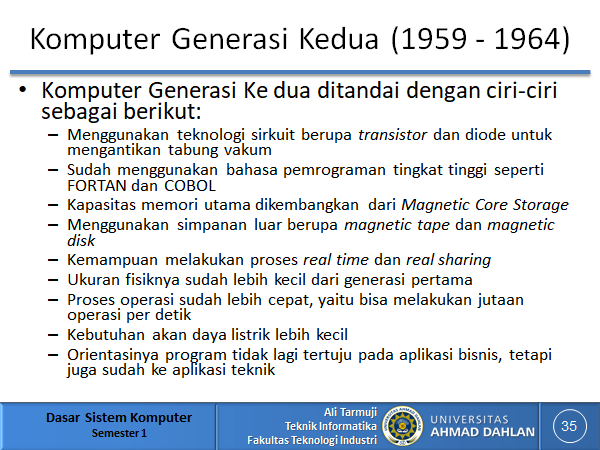 Komputer Generasi Kedua (1959 - 1964)
• Komputer Generasi Ke dua ditandai dengan ciri-ciri
sebagai berikut:
– Menggunakan teknologi sirkuit berupa transistor dan diode untuk
mengantikan tabung vakum
– Sudah menggunakan bahasa pemrograman tingkat tinggi seperti
FORTAN dan COBOL
– Kapasitas memori utama dikembangkan dari Magnetic Core Storage
– Menggunakan simpanan luar berupa magnetic tape dan magnetic
disk
– Kemampuan melakukan proses real time dan real sharing
– Ukuran fisiknya sudah lebih kecil dari generasi pertama
– Proses operasi sudah lebih cepat, yaitu bisa melakukan jutaan
operasi per detik
– Kebutuhan akan daya listrik lebih kecil
– Orientasinya program tidak lagi tertuju pada aplikasi bisnis, tetapi
juga sudah ke aplikasi teknik
Dasar Sistem Komputer
Semester 1
Ali Tarmuji
Teknik Informatika
Fakultas Teknologi Industri
UNIVERSITAS
AHMAD DAHLAN
35